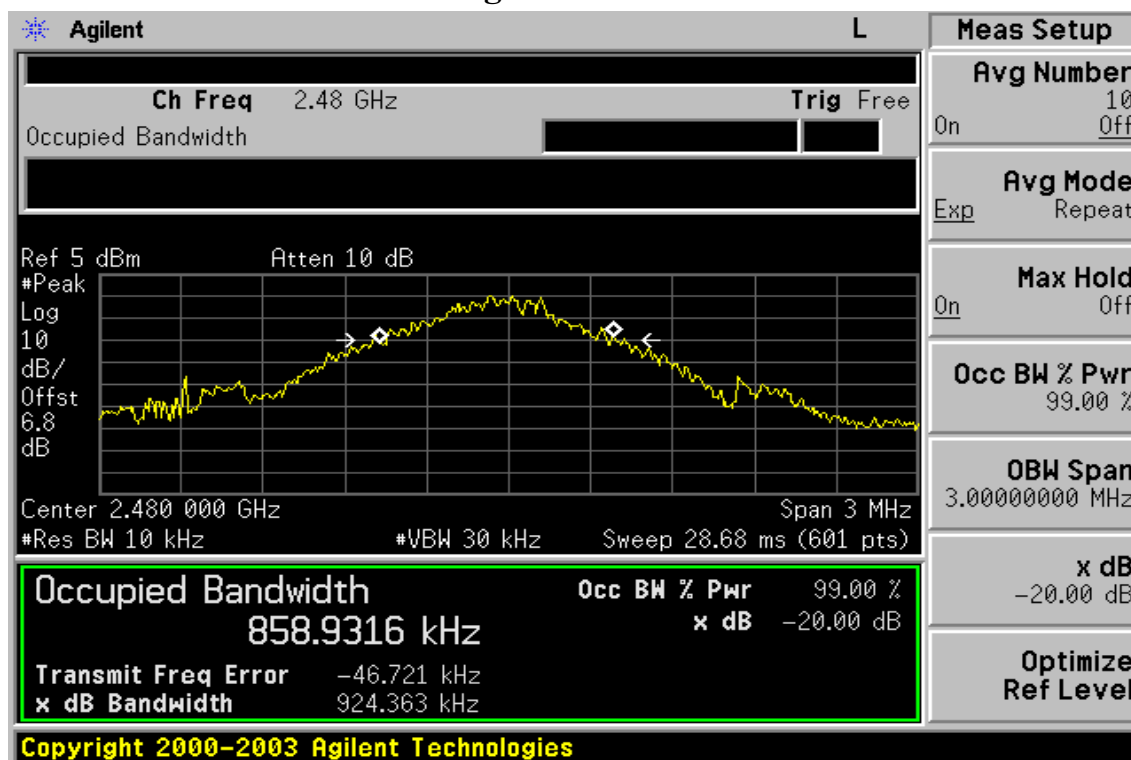 Agilent L
Ch Freq 2.48 GHz Trig Free
Occupied Bandwidth
Ref 5 dBm Atten 10 dB
#Peak
Log
10
dB/
Offst
6.8
dB
Center 2.480 000 GHz Span 3 MHz
#Res BW 10 kHz #VBW 30 kHz Sweep 28.68 ms (601 pts)
Occupied Bandwidth Occ BW % Pwr 99.00 %
858.9316 kHz x dB -20.00 dB
Transmit Freq Error -46.721 kHz
x dB Bandwidth 924.363 kHz
Copyright 2000-2003 Agilent Technologies
Meas Setup
Avg Number
10
On Off
Avg Mode
Exp Repeat
Max Hold
On Off
Occ BW % Pwr
99.00 %
OBW Span
3.00000000 MHz
x dB
-20.00 dB
Optimize
Ref Level